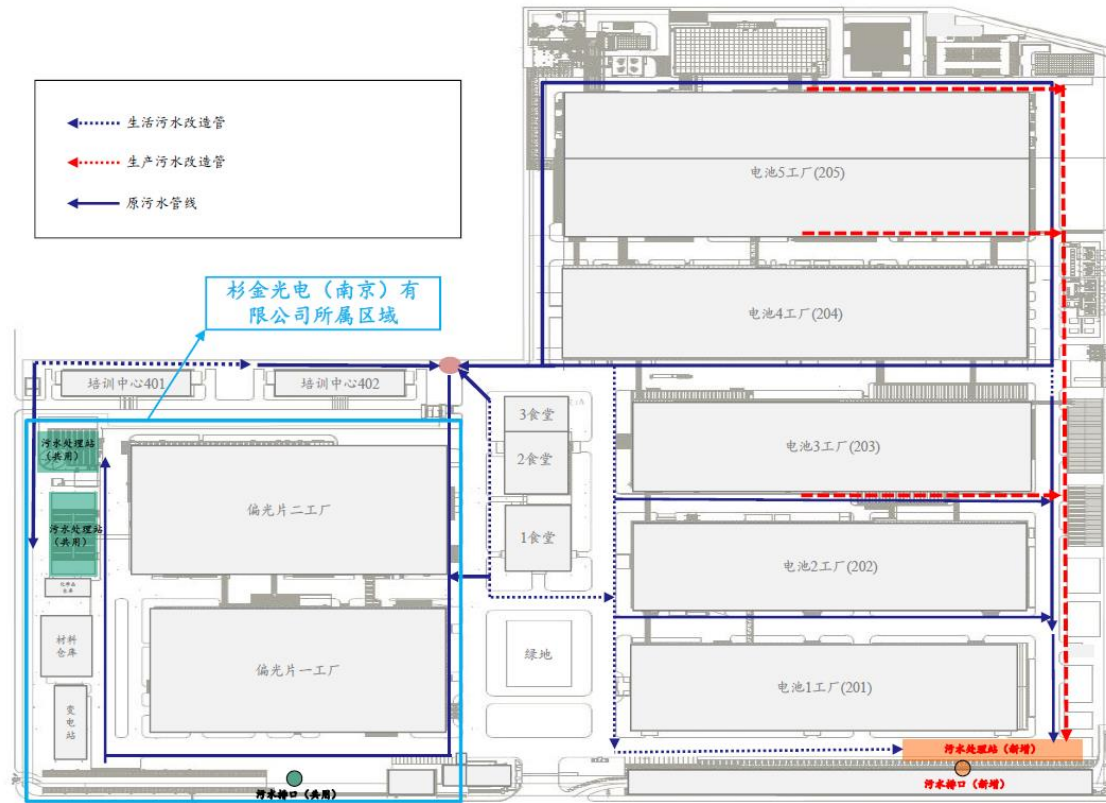 生活污水改造管
生产污水改造管
原污水管线
杉金光电（南京）有
限公司所属区域
电池5工厂(205)
电池4工厂(204)
培训中心401
培训中心402
3食堂
2食堂
1食堂
电池3工厂(203)
污水处理站
（共用）
偏光片二工厂
污水处理站
（共用）
电池2工厂(202)
材料
仓库
偏光片一工厂
绿地
电池1工厂(201)
变
电
站
污水处理站（新增）
污水排口（共用）
污水排口（新增）